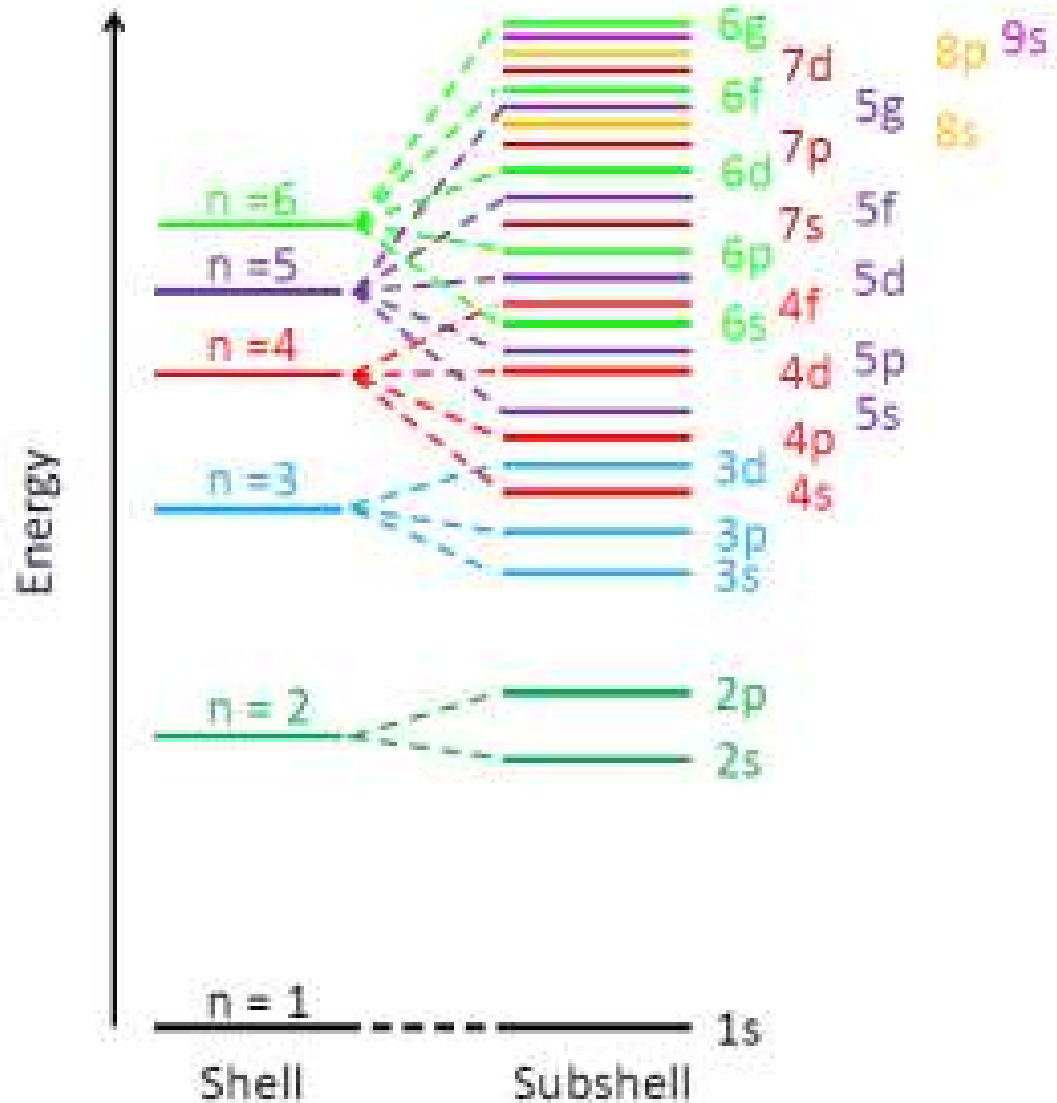 6g
9s
8p
7d
6f
5g
8s
7p
6d
n =6
5f
7s
6p
n =5
5d
4f
6s
n =4
5p
4d
5s
4p
3d
n =3
4s
3p
3s
Energy
2p
n = 2
2s
n = 1
1s
Shell
Subshell